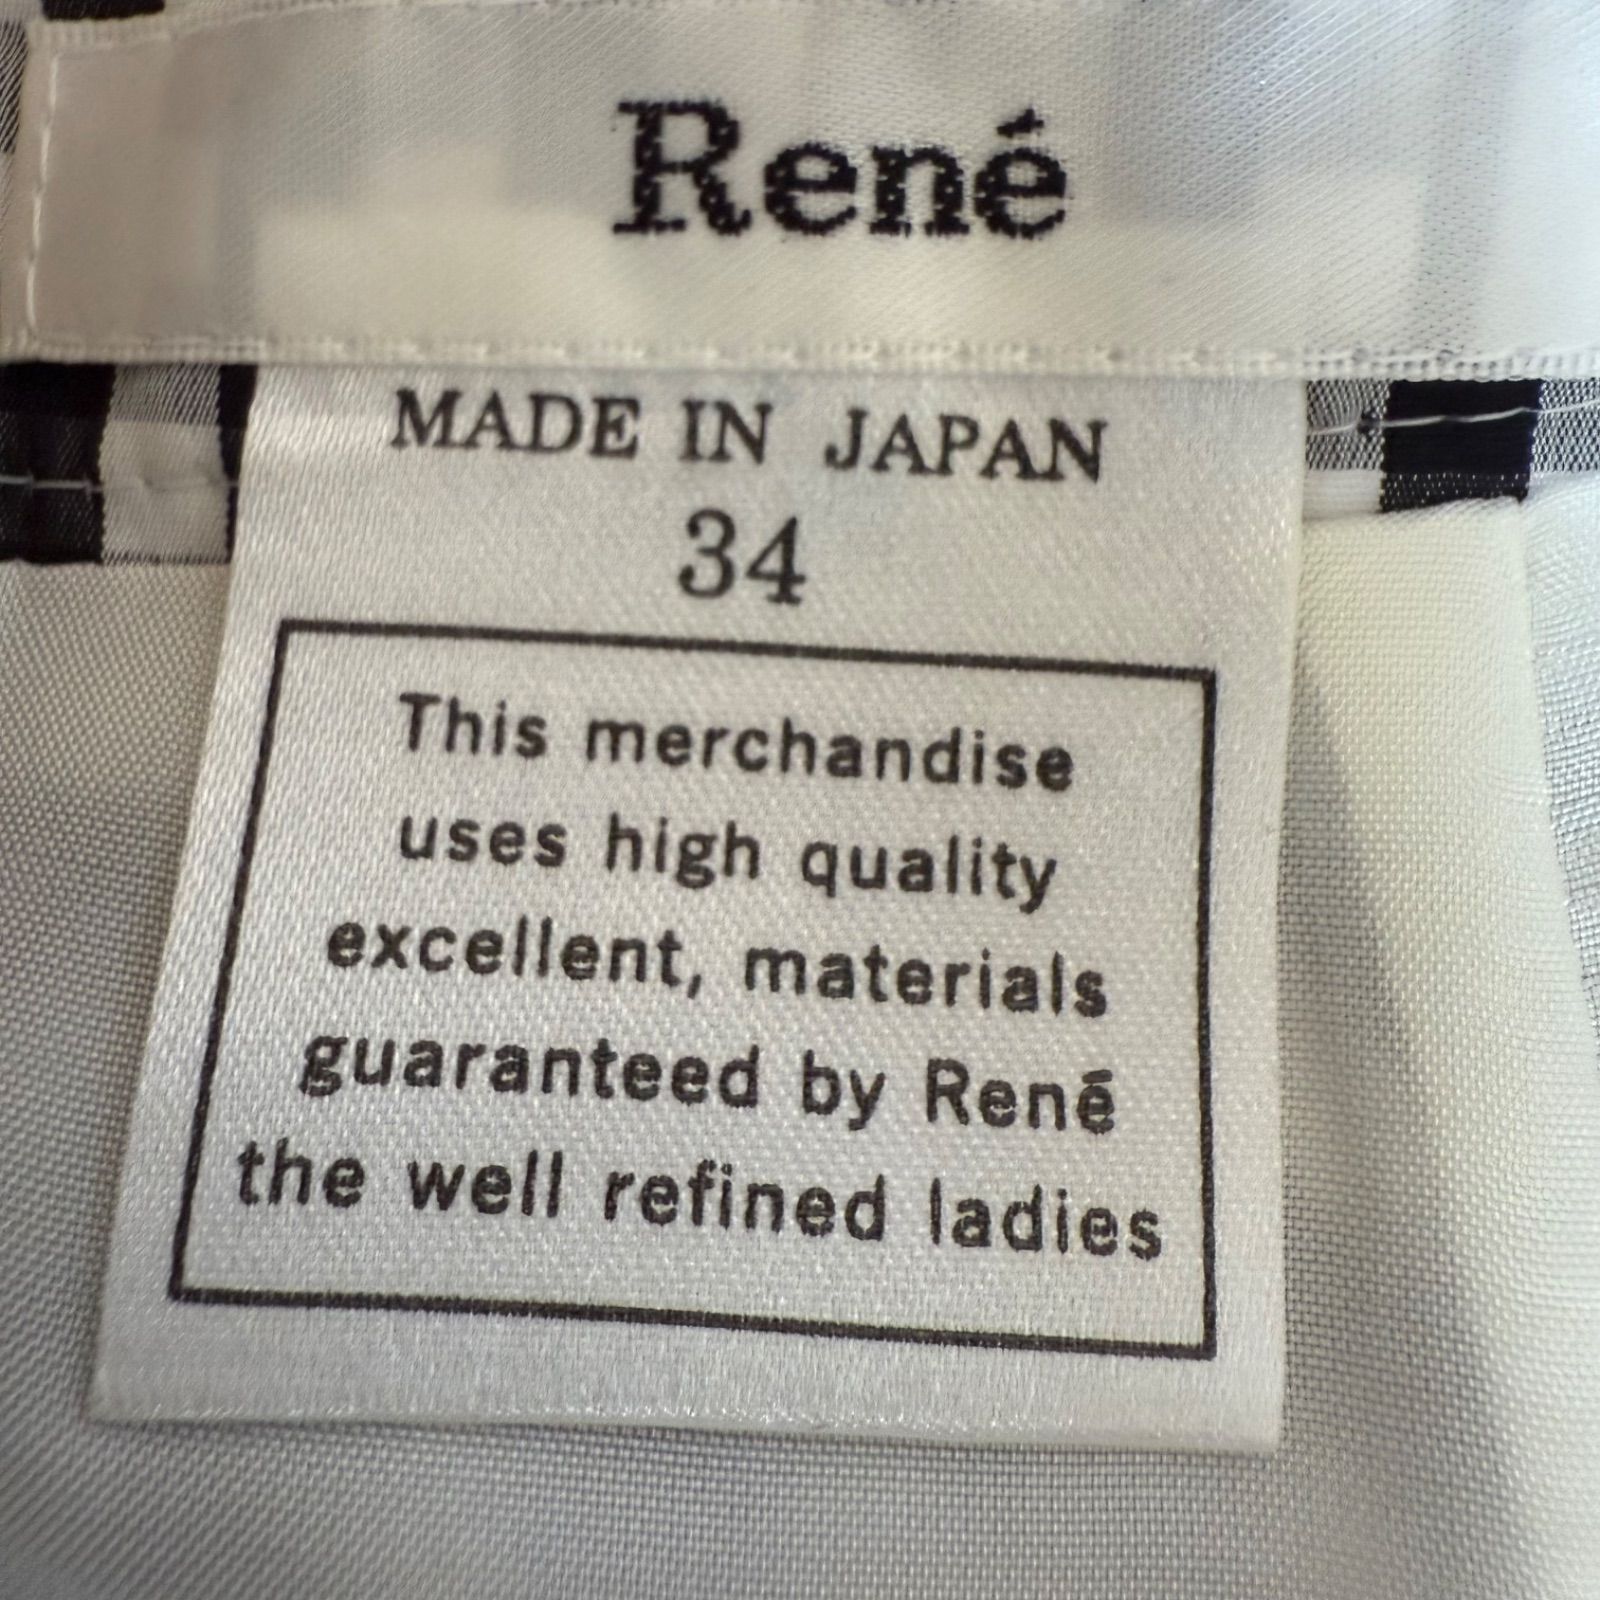 René
MADE IN JAPAN
34
This merchandise
uses high quality
excellent, materials
guaranteed by René
the well refined ladies